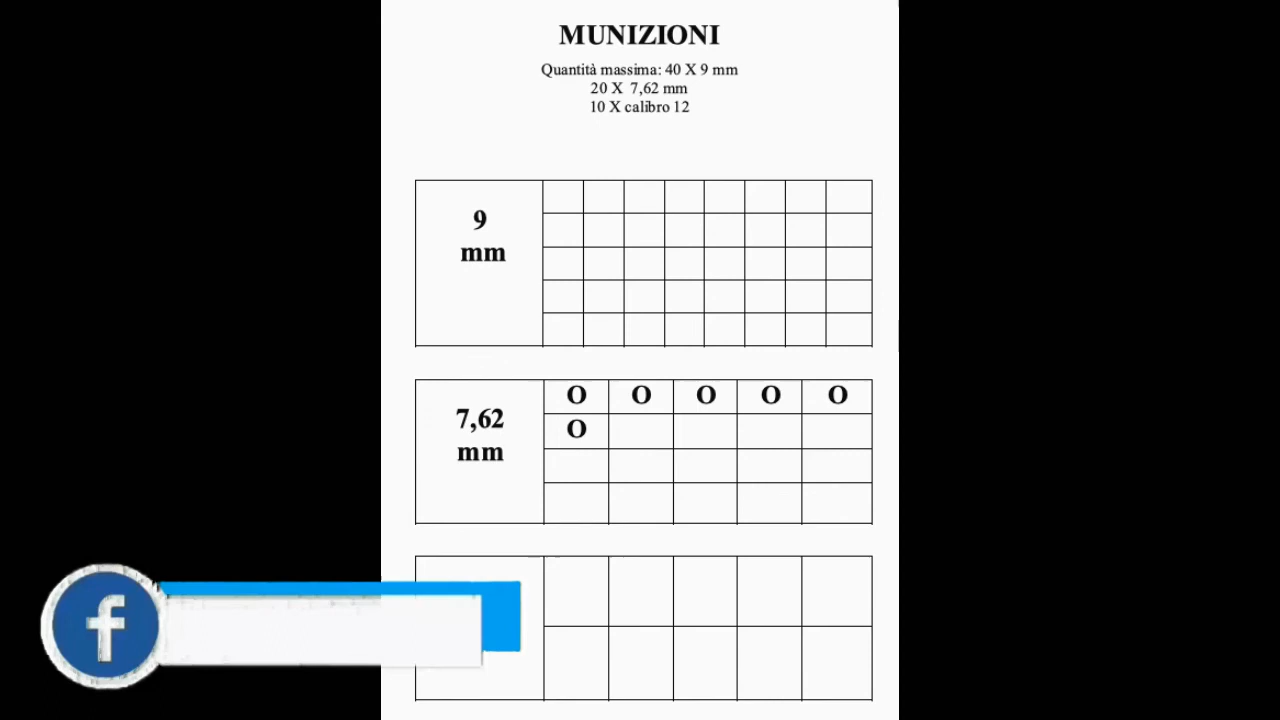 MUNIZIONI
Quantità massima: 40 X 9 mm
20 X 7,62 mm
10 X calibro 12
9
mm
7,62
mm
O O O O O
O
f